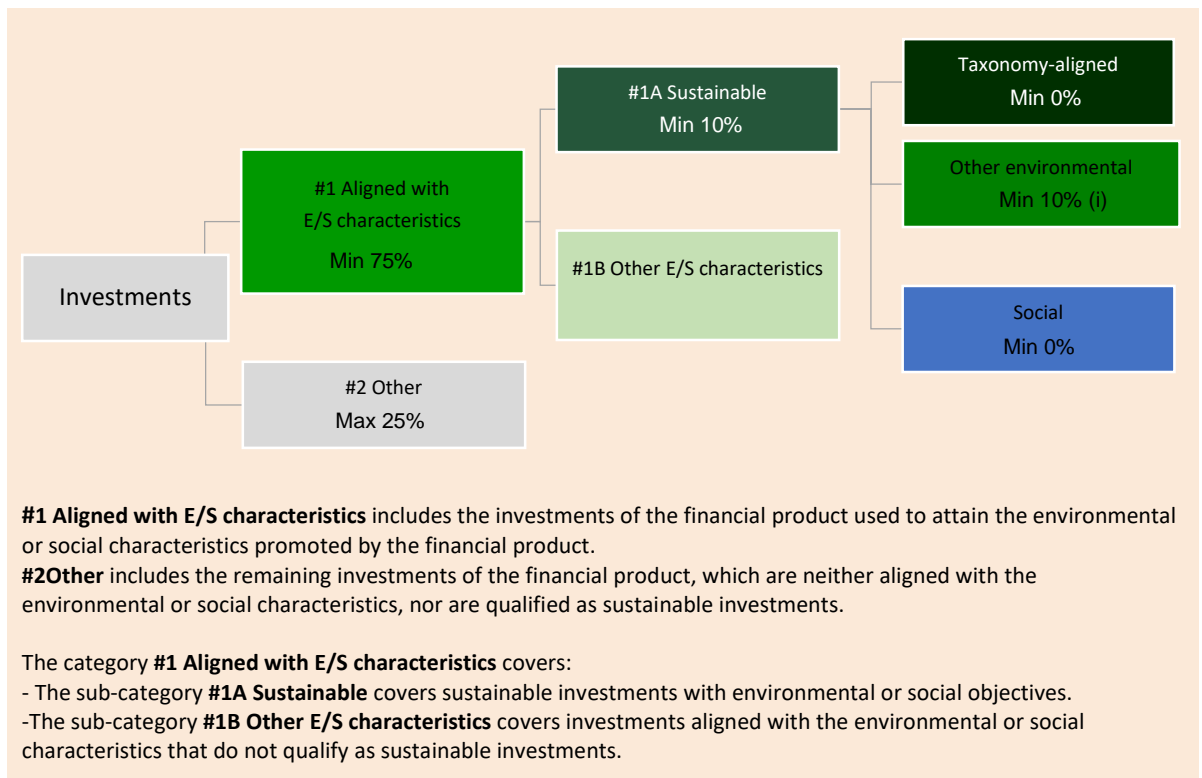 Investments
#1 Aligned with
E/S characteristics
Min 75%
#2 Other
Max 25%
#1A Sustainable
Min 10%
#1B Other E/S characteristics
Taxonomy-aligned
Min 0%
Other environmental
Min 10% (i)
Social
Min 0%
#1 Aligned with E/S characteristics includes the investments of the financial product used to attain the environmental
or social characteristics promoted by the financial product.
#2Other includes the remaining investments of the financial product, which are neither aligned with the
environmental or social characteristics, nor are qualified as sustainable investments.
The category #1 Aligned with E/S characteristics covers:
- The sub-category #1A Sustainable covers sustainable investments with environmental or social objectives.
-The sub-category #1B Other E/S characteristics covers investments aligned with the environmental or social
characteristics that do not qualify as sustainable investments.